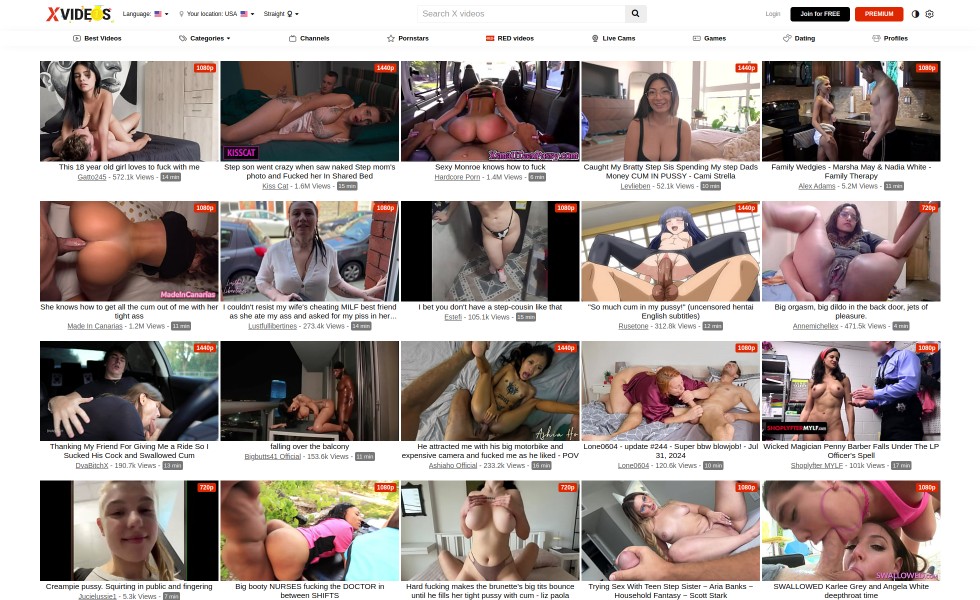 XVIDEOS Language: Your location: USA Straight Search X videos Login Join for FREE PREMIUM
Best Videos Categories Channels Pornstars RED videos Live Cams Games Dating Profiles
1080p 1440p 1080p 1440p 1080p
KISSCAT
This 18 year old girl loves to fuck with me
Gatto245 - 572.1k Views - 14 min
Step son went crazy when saw naked Step mom's
photo and Fucked her In Shared Bed
Kiss Cat - 1.6M Views - 15 min
Sexy Monroe knows how to fuck
Hardcore Porn - 1.4M Views - 6 min
Caught My Bratty Step Sis Spending My step Dads
Money CUM IN PUSSY - Cami Strella
Levlieben - 52.1k Views - 10 min
Family Wedgies - Marsha May & Nadia White -
Family Therapy
Alex Adams - 5.2M Views - 11 min
1080p 1080p 1080p 1440p 720p
MadeInCanarias
She knows how to get all the cum out of me with her
tight ass
Made In Canarias - 1.2M Views - 11 min
I couldn't resist my wife's cheating MILF best friend
as she ate my ass and asked for my piss in her...
Lustfullibertines - 273.4k Views - 14 min
I bet you don't have a step-cousin like that
Estefi - 105.1k Views - 15 min
"So much cum in my pussy!" (uncensored hentai
English subtitles)
Rusetone - 312.8k Views - 12 min
Big orgasm, big dildo in the back door, jets of
pleasure.
Annemichellex - 471.5k Views - 4 min
1440p 1080p 1440p 1080p 1080p
SHOPLYFTERMYLF.COM
Thanking My Friend For Giving Me a Ride So I
Sucked His Cock and Swallowed Cum
DvaBitchX - 190.7k Views - 13 min
falling over the balcony
Bigbutts41 Official - 153.6k Views - 11 min
He attracted me with his big motorbike and
expensive camera and fucked me as he liked - POV
Ashiaho Official - 233.2k Views - 16 min
Lone0604 - update #244 - Super bbw blowjob! - Jul
31, 2024
Lone0604 - 120.6k Views - 10 min
Wicked Magician Penny Barber Falls Under The LP
Officer's Spell
Shoplyfter MYLF - 101k Views - 17 min
720p 1080p 720p 1080p 1080p
Creampie pussy. Squirting in public and fingering
Jucielussie1 - 5.3k Views - 7 min
Big booty NURSES fucking the DOCTOR in
between SHIFTS
Hard fucking makes the brunette's big tits bounce
until he fills her tight pussy with cum - liz paola
Trying Sex With Teen Step Sister ~ Aria Banks ~
Household Fantasy ~ Scott Stark
SWALLOWED Karlee Grey and Angela White
deepthroat time